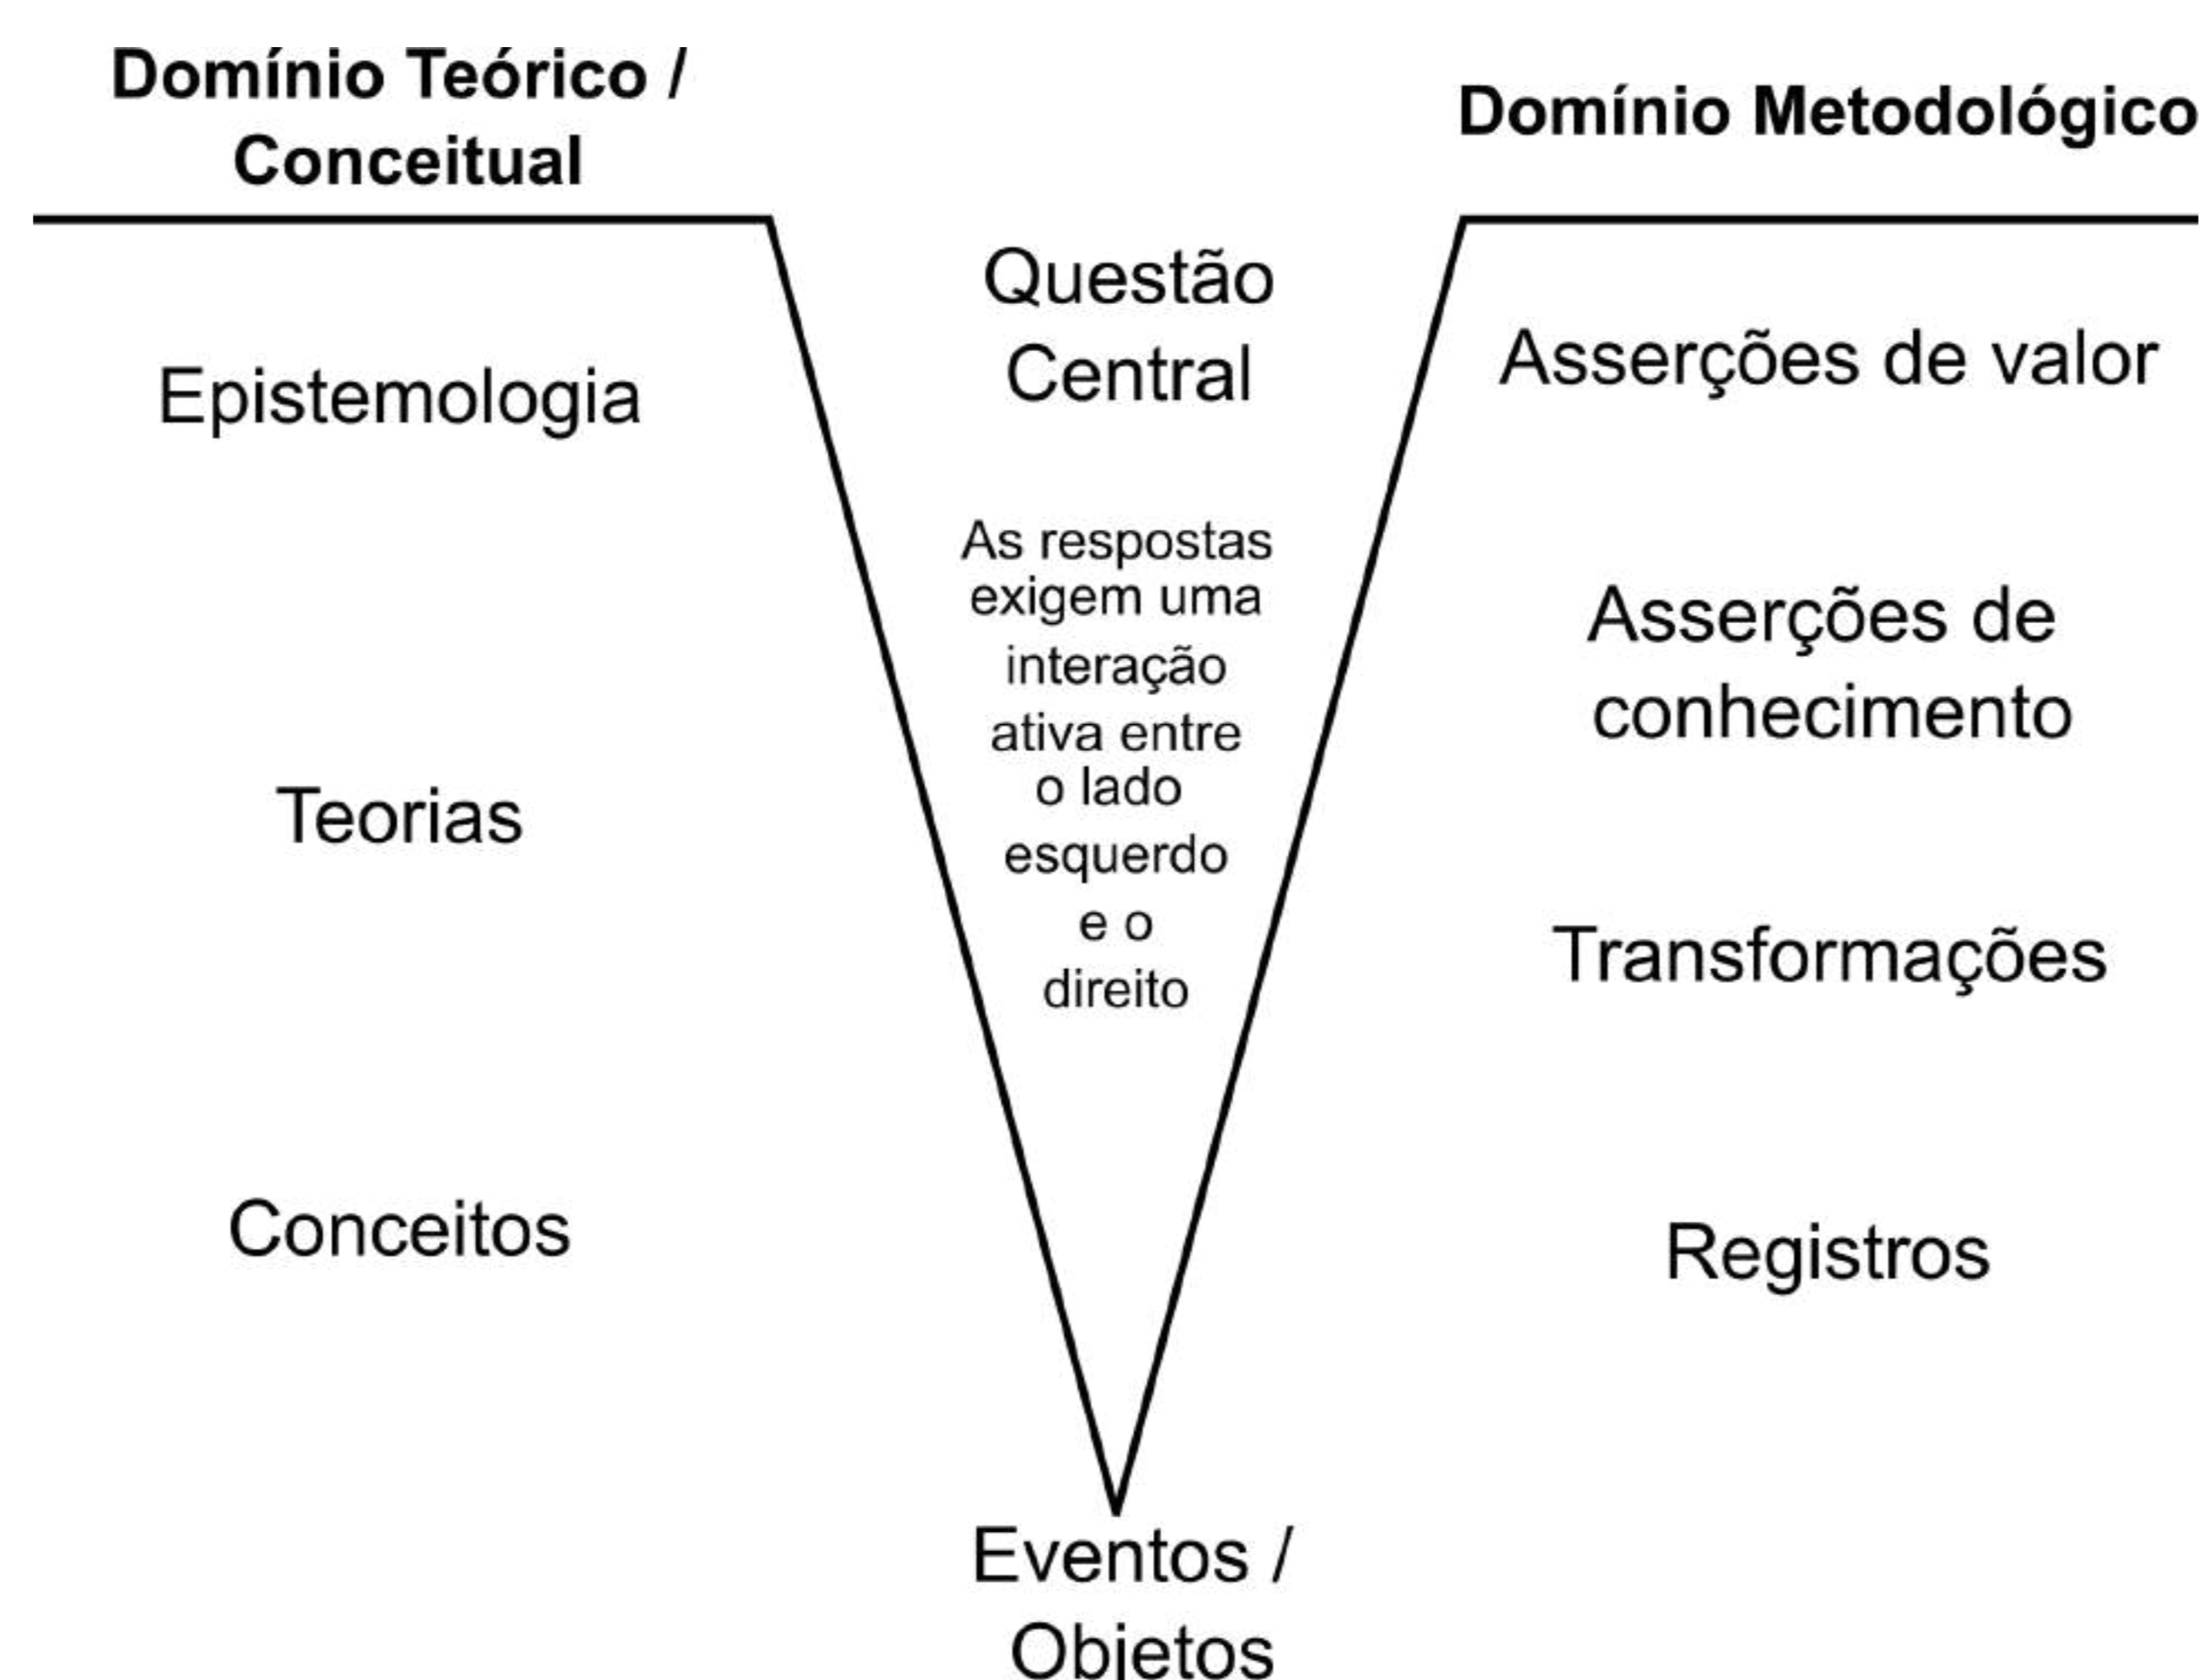 Domínio Teórico /
Conceitual
Epistemologia
Teorias
Conceitos
Questão
Central
As respostas
exigem uma
interação
ativa entre
o lado
esquerdo
e o
direito
Eventos /
Objetos
Domínio Metodológico
Asserções de valor
Asserções de
conhecimento
Transformações
Registros